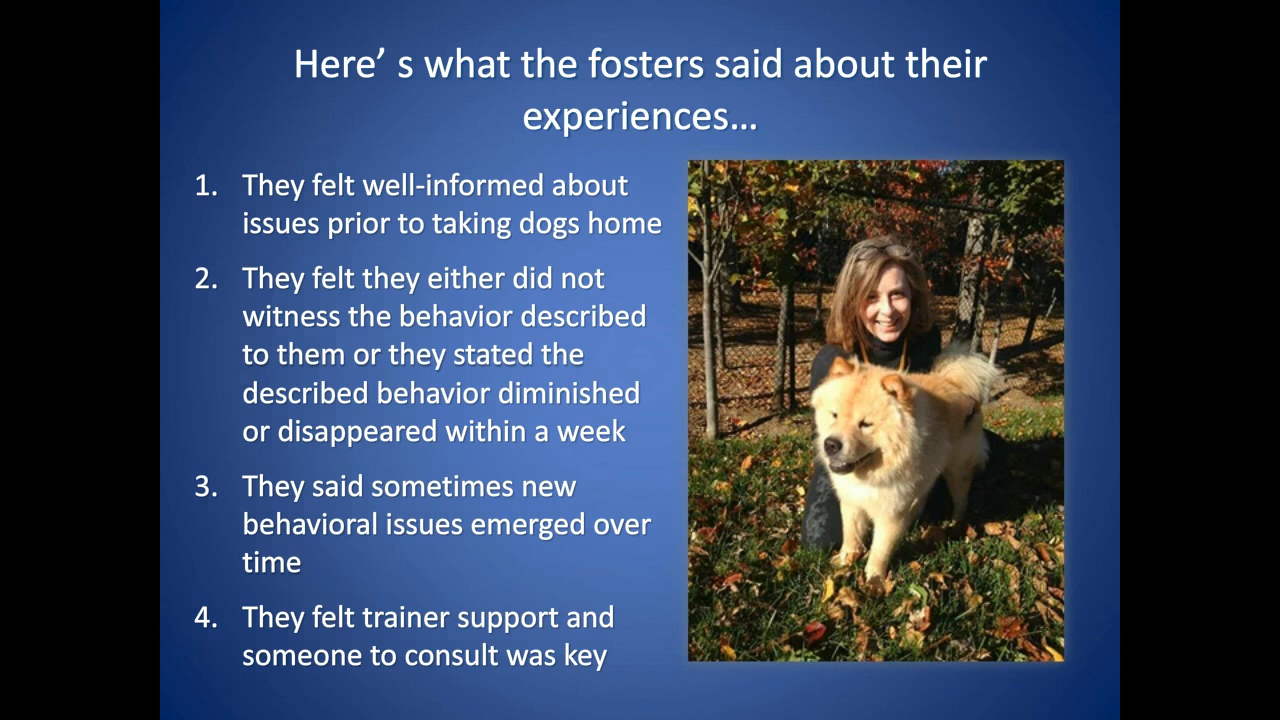 Here’ s what the fosters said about their
experiences…
1. They felt well-informed about
issues prior to taking dogs home
2. They felt they either did not
witness the behavior described
to them or they stated the
described behavior diminished
or disappeared within a week
3. They said sometimes new
behavioral issues emerged over
time
4. They felt trainer support and
someone to consult was key